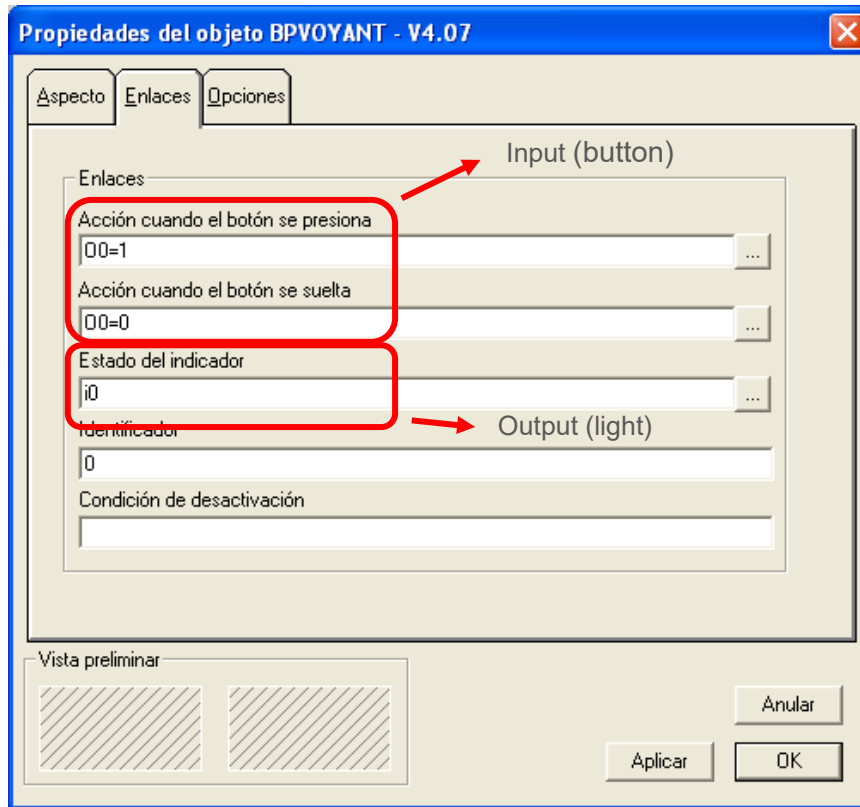 Propiedades del objeto BPVOYANT - V4.07
Aspecto Enlaces Opciones
Input (button)
Enlaces
Acción cuando el botón se presiona
O0=1
...
Acción cuando el botón se suelta
O0=0
...
Estado del indicador
i0
...
Output (light)
Identificador
0
Condición de desactivación
Vista preliminar
Anular
Aplicar OK